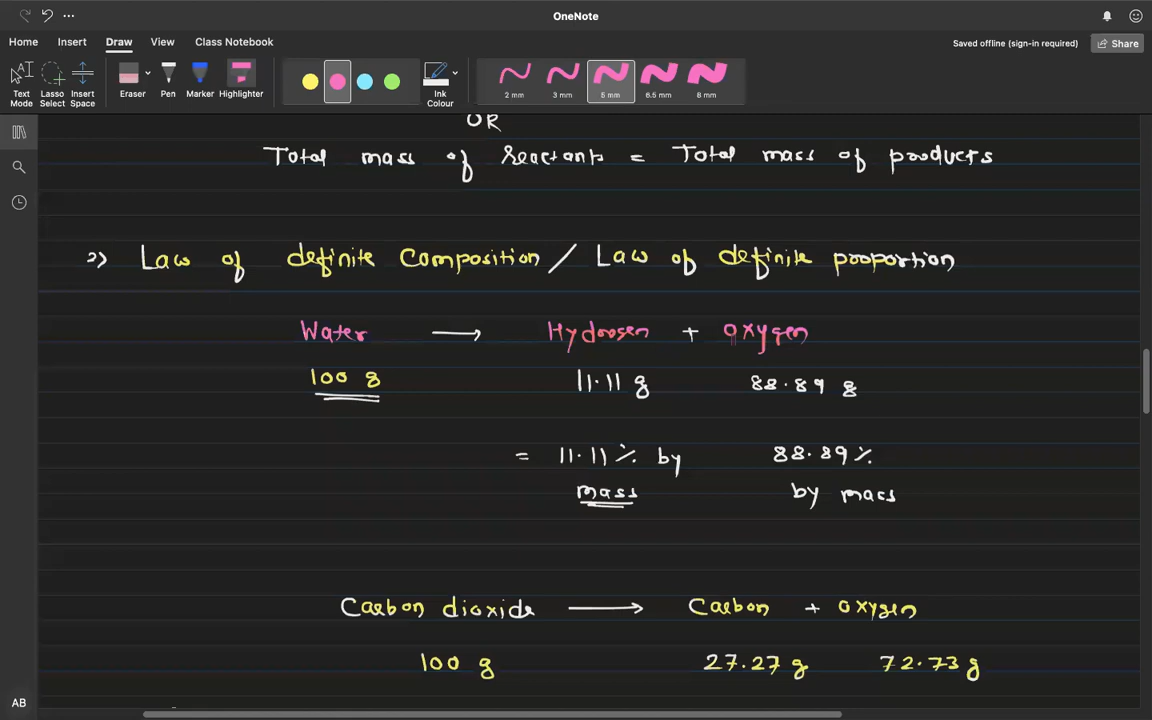 OneNote
Home Insert Draw View Class Notebook
Saved offline (sign-in required) Share
Text Mode
Lasso Select
Insert Space
Eraser
Pen
Marker
Highlighter
Ink Colour
2 mm 3 mm 5 mm 6.5 mm 8 mm
OR
Total mass of reactants = Total mass of products
=> Law of definite composition / Law of definite proportion
Water → Hydrogen + Oxygen
100 g 11.11 g 88.89 g
= 11.11 % by 88.89 %
mass by mass
Carbon dioxide → Carbon + Oxygen
100 g 27.27 g 72.73 g
AB